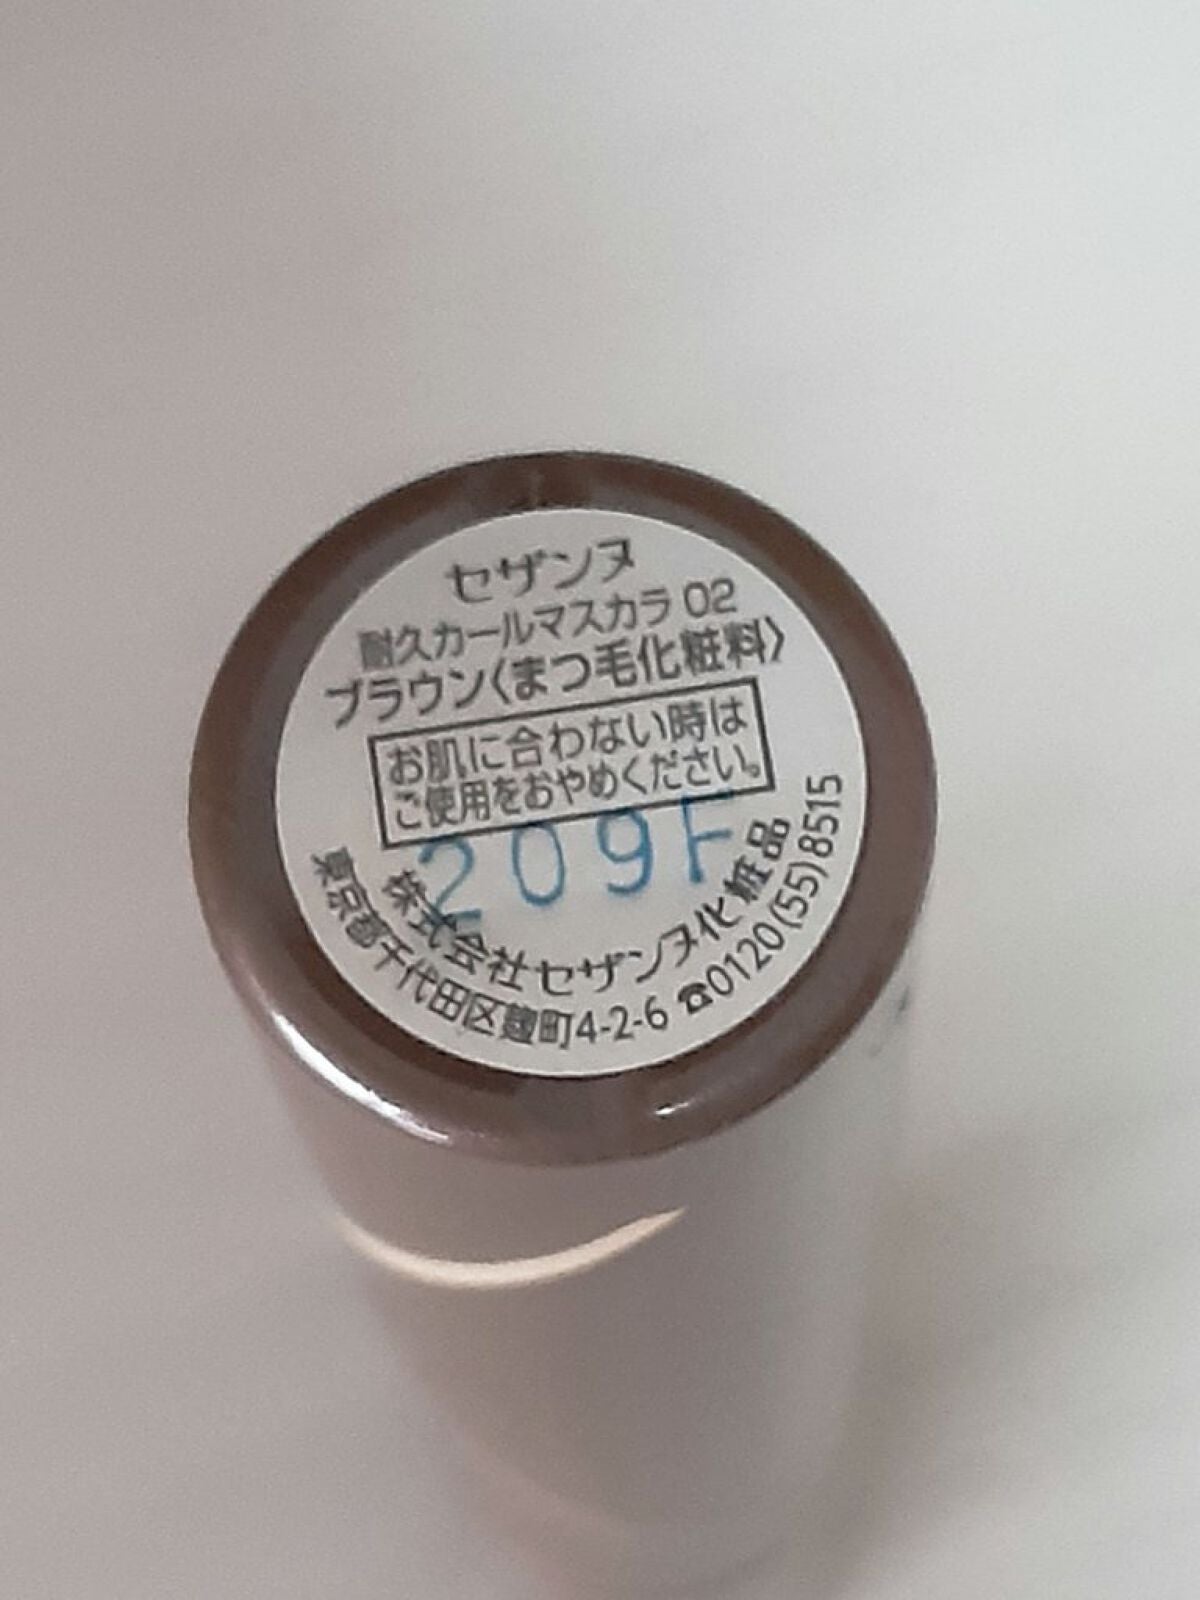 セザンヌ
耐久カールマスカラ 02
ブラウン〈まつ毛化粧料〉
お肌に合わない時は
ご使用をおやめください。
209F
株式会社セザンヌ化粧品
東京都千代田区麹町4-2-6 ☎0120(55)8515